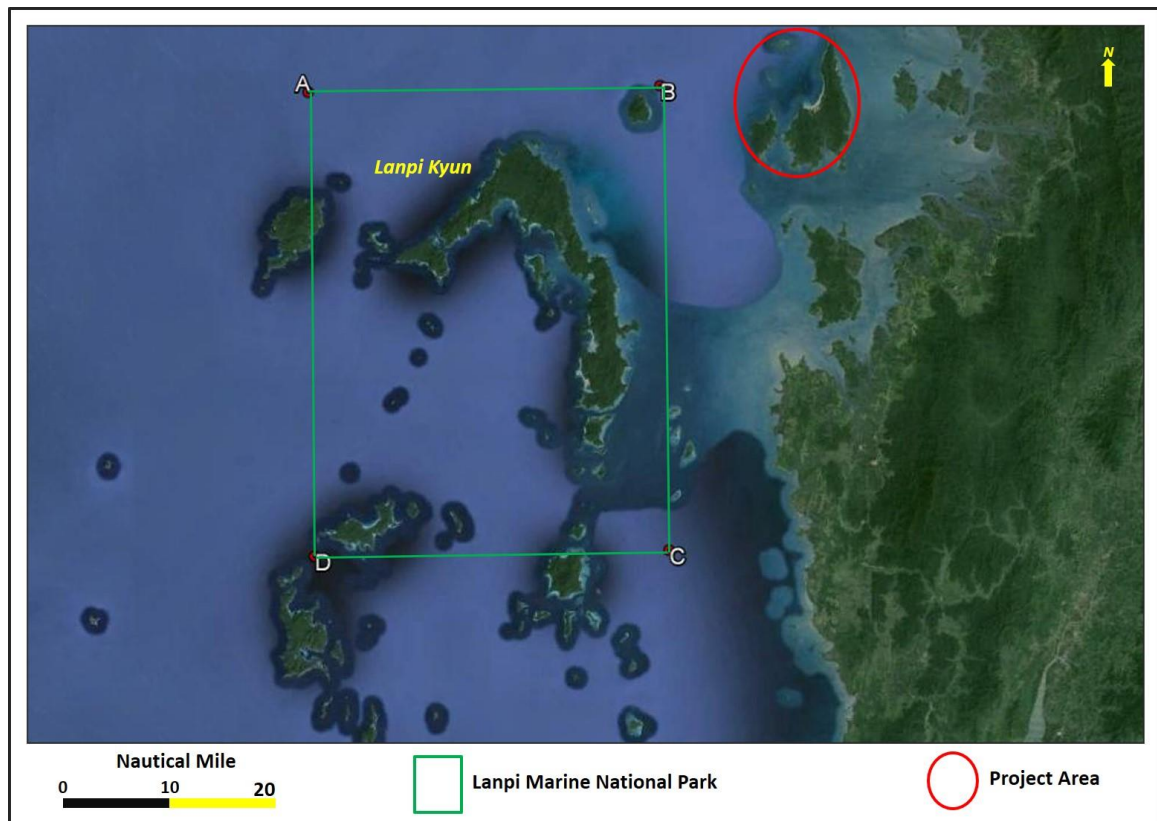 N
A
B
Lanpi Kyun
D
C
Nautical Mile
0 10 20
Lanpi Marine National Park
Project Area